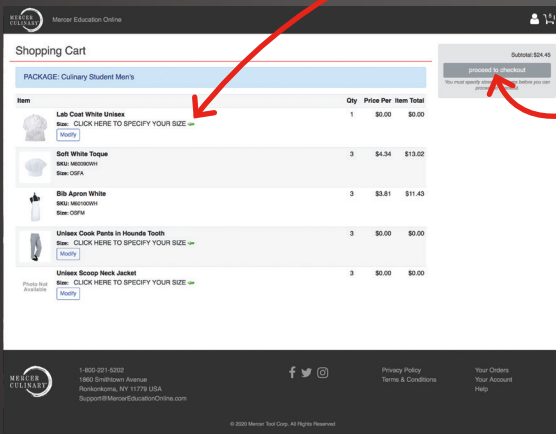 MERCER
CULINARY
Mercer Education Online
Shopping Cart
Subtotal:$24.45
proceed to checkout
You must specify
before you can
PACKAGE: Culinary Student Men's
Item Qty Price Per Item Total
Lab Coat White Unisex 1 $0.00 $0.00
Size: CLICK HERE TO SPECIFY YOUR SIZE
Modify
Soft White Toque 3 $4.34 $13.02
SKU: M60090WH
Size: OSFA
Bib Apron White 3 $3.81 $11.43
SKU: M60100WH
Size: OSFM
Unisex Cook Pants in Hounds Tooth 3 $0.00 $0.00
Size: CLICK HERE TO SPECIFY YOUR SIZE
Modify
Unisex Scoop Neck Jacket 3 $0.00 $0.00
Photo Not
Available
Size: CLICK HERE TO SPECIFY YOUR SIZE
Modify
MERCER
CULINARY
1-800-221-5202
1860 Smithtown Avenue
Ronkonkoma, NY 11779 USA
Support@MercerEducationOnline.com
Privacy Policy
Terms & Conditions
Your Orders
Your Account
Help
© 2020 Mercer Tool Corp. All Rights Reserved